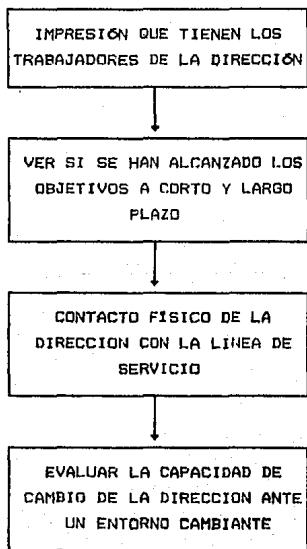 IMPRESIÓN QUE TIENEN LOS
TRABAJADORES DE LA DIRECCIÓN
VER SI SE HAN ALCANZADO LOS
OBJETIVOS A CORTO Y LARGO
PLAZO
CONTACTO FISICO DE LA
DIRECCION CON LA LINEA DE
SERVICIO
EVALUAR LA CAPACIDAD DE
CAMBIO DE LA DIRECCION ANTE
UN ENTORNO CAMBIANTE